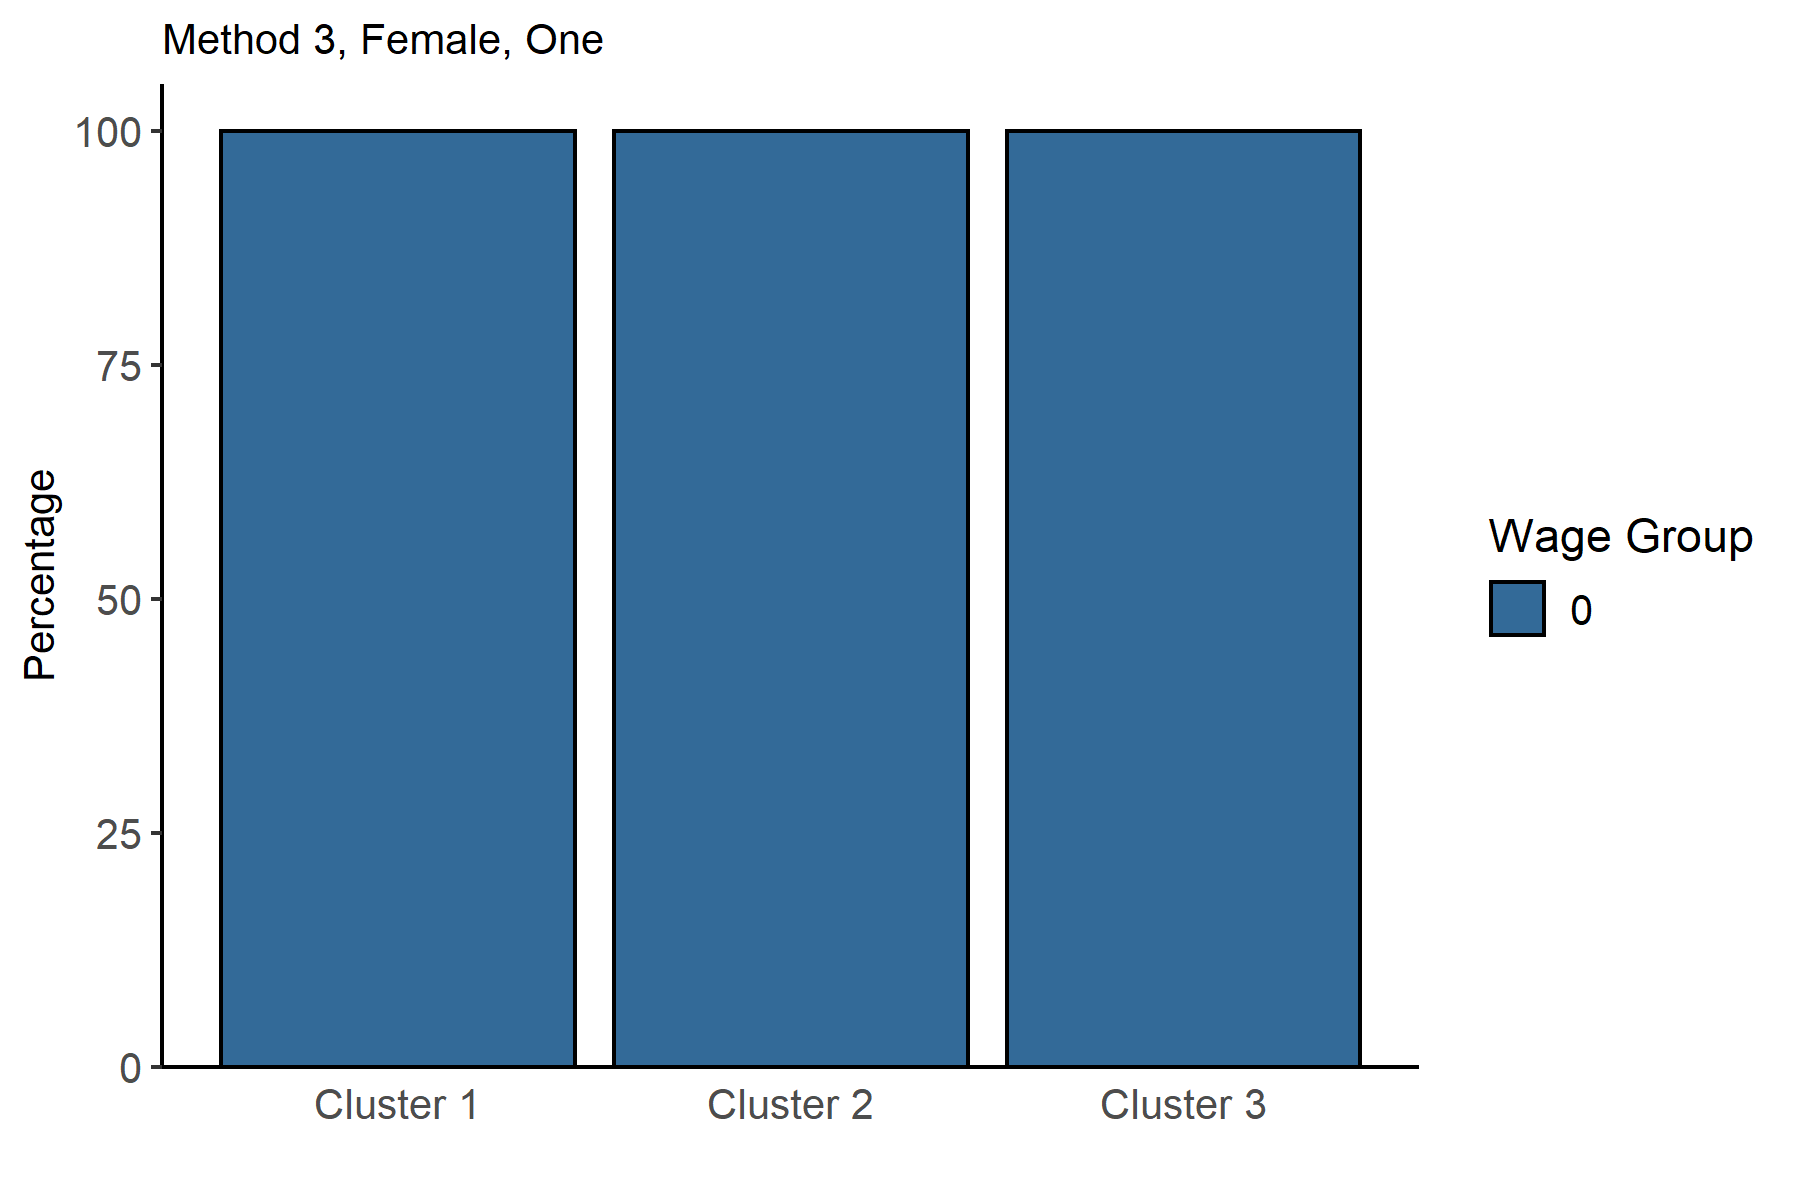 Method 3, Female, One
Percentage
100
75
50
25
0
Cluster 1
Cluster 2
Cluster 3
Wage Group
0